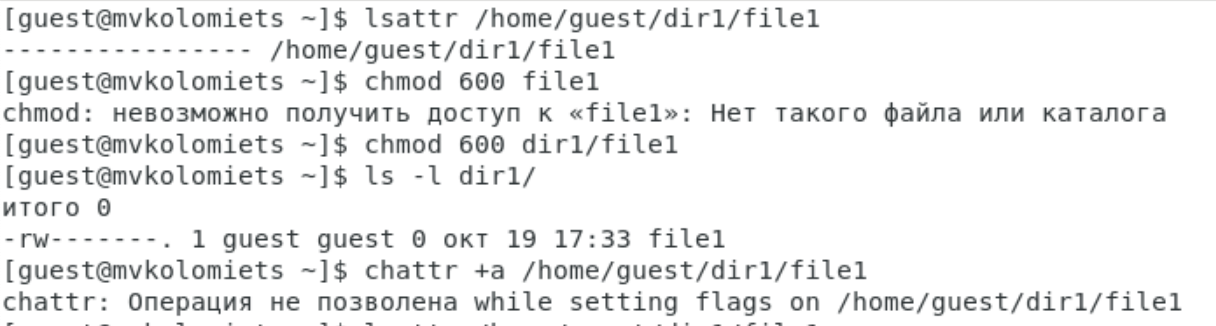 [guest@mvkolomiets ~]$ lsattr /home/guest/dir1/file1
---------------- /home/guest/dir1/file1
[guest@mvkolomiets ~]$ chmod 600 file1
chmod: невозможно получить доступ к «file1»: Нет такого файла или каталога
[guest@mvkolomiets ~]$ chmod 600 dir1/file1
[guest@mvkolomiets ~]$ ls -l dir1/
итого 0
-rw-------. 1 guest guest 0 окт 19 17:33 file1
[guest@mvkolomiets ~]$ chattr +a /home/guest/dir1/file1
chattr: Операция не позволена while setting flags on /home/guest/dir1/file1